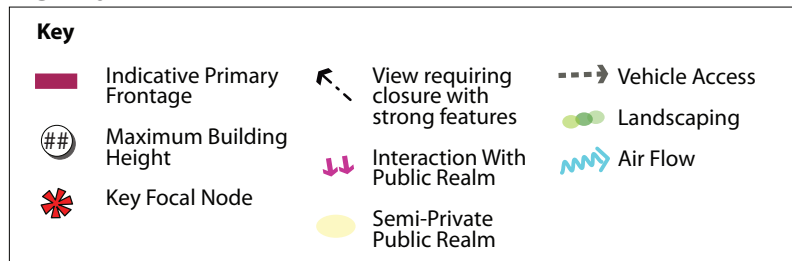 Key
Indicative Primary
Frontage
##
Maximum Building
Height
Key Focal Node
View requiring
closure with
strong features
Interaction With
Public Realm
Semi-Private
Public Realm
Vehicle Access
Landscaping
Air Flow